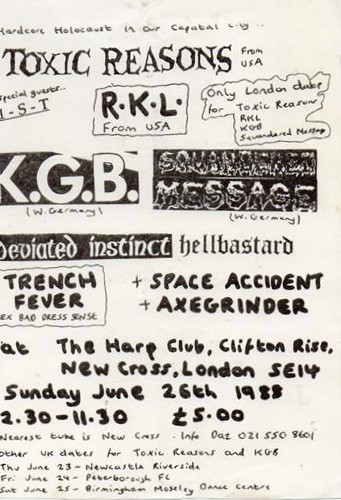 Hardcore Holocaust in our Capital City..
TOXIC REASONS From USA
special guests..
H-S-T
R·K·L·
From USA
Only London dates
for Toxic Reasons
RKL
KGB
Squandered Message
K.G.B.
(W. Germany)
SQUANDERED
MESSAGE
(W. Germany)
deviated instinct hellbastard
TRENCH
FEVER
EX BAD DRESS SENSE
+ SPACE ACCIDENT
+ AXEGRINDER
at The Harp Club, Clifton Rise,
New Cross, London SE14
Sunday June 26th 1988
2.30-11.30 £5.00
Nearest tube is New Cross. Info Daz 021 550 8601
other UK dates for Toxic Reasons and KGB
Thu June 23 - Newcastle Riverside
Fri June 24 - Peterborough FC
Sat June 25 - Birmingham Moseley Dance Centre